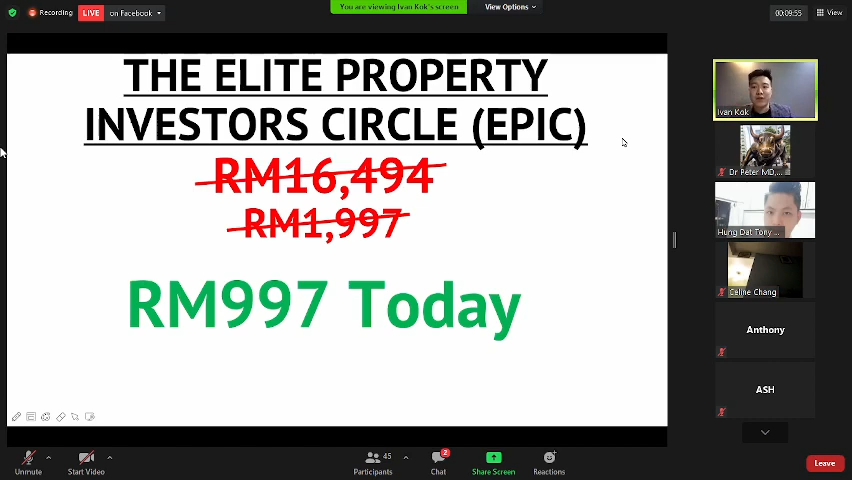 Recording
LIVE
on Facebook
You are viewing Ivan Kok's screen
View Options
00:09:55
View
THE ELITE PROPERTY
INVESTORS CIRCLE (EPIC)
RM16,494
RM1,997
RM997 Today
Ivan Kok
Dr Peter MD,...
Hung Dat Tony ...
Celine Chang
Anthony
ASH
Unmute
Start Video
45
Participants
2
Chat
Share Screen
Reactions
Leave